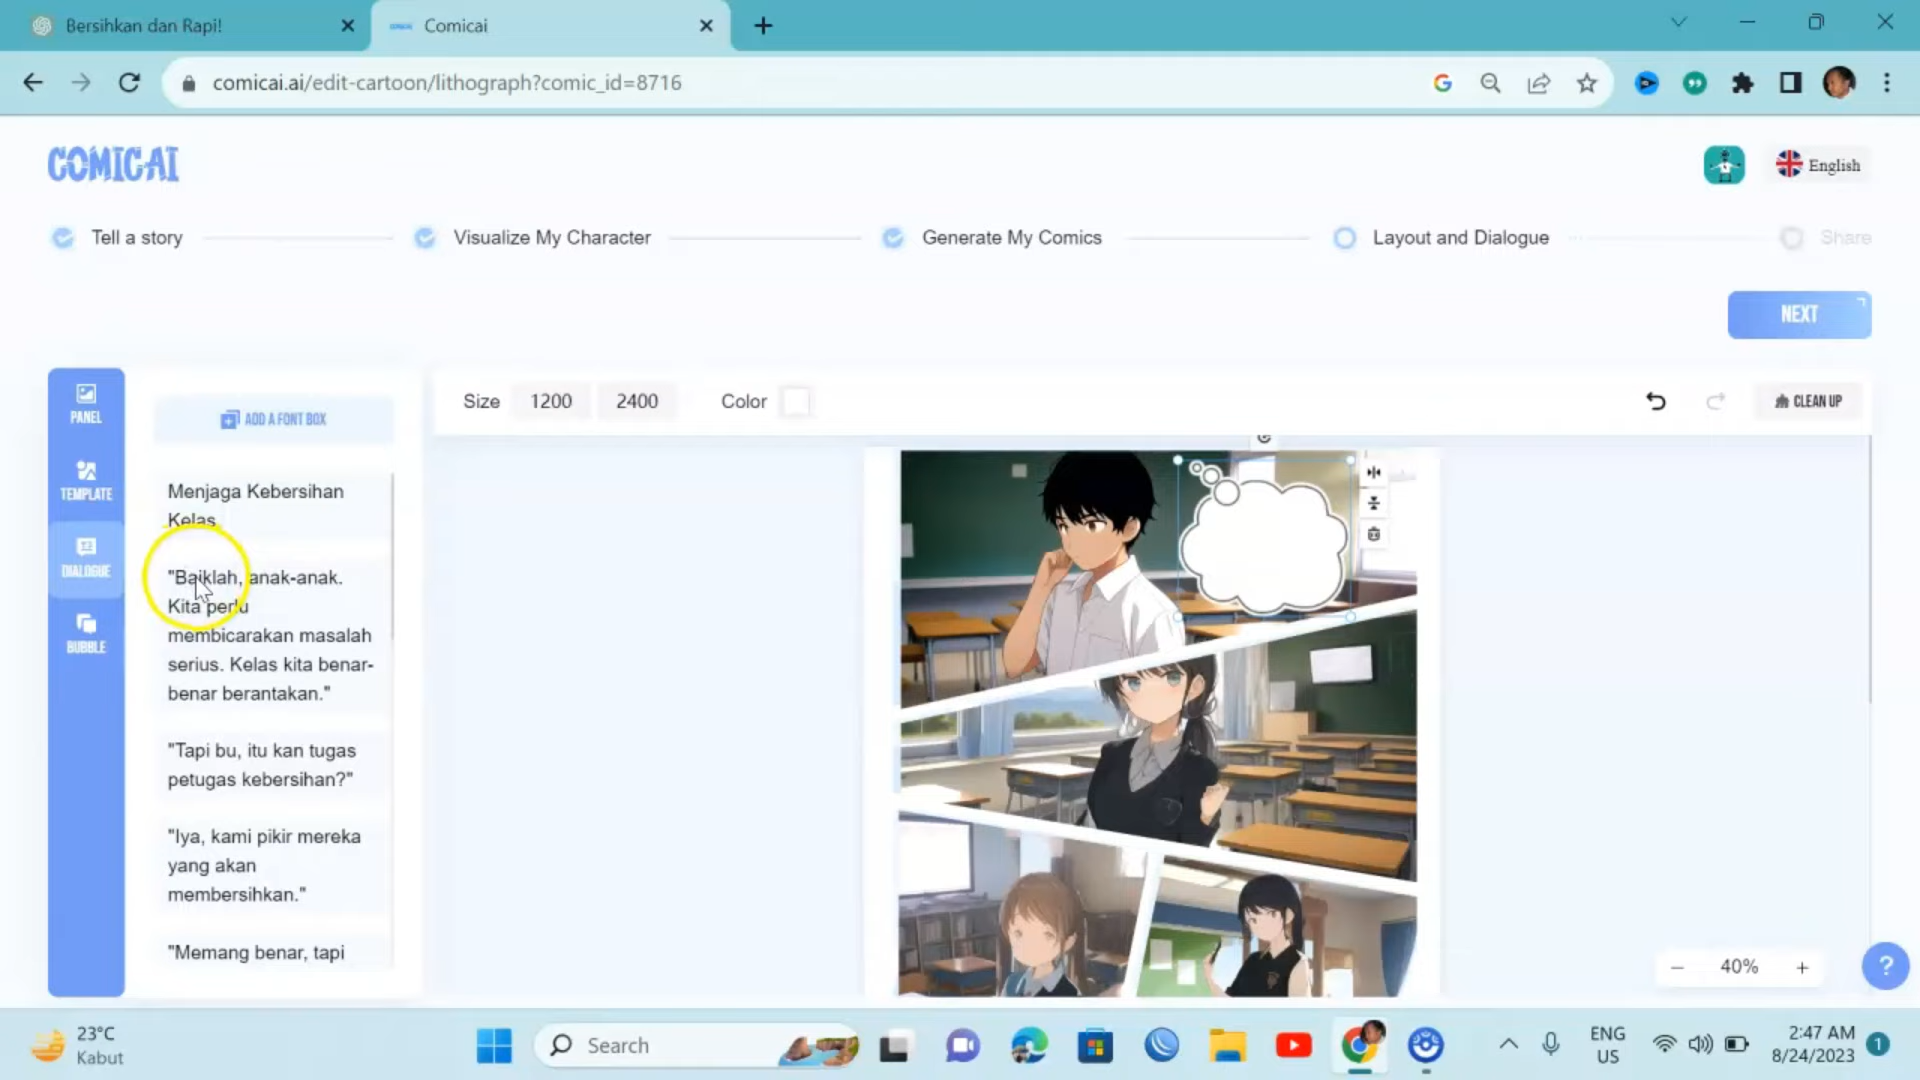 Bersihkan dan Rapi!
Comicai
comicai.ai/edit-cartoon/lithograph?comic_id=8716
COMICAI
English
Tell a story
Visualize My Character
Generate My Comics
Layout and Dialogue
Share
NEXT
PANEL
TEMPLATE
DIALOGUE
BUBBLE
ADD A FONT BOX
Menjaga Kebersihan
Kelas
"Baiklah, anak-anak.
Kita perlu
membicarakan masalah
serius. Kelas kita benar-
benar berantakan."
"Tapi bu, itu kan tugas
petugas kebersihan?"
"Iya, kami pikir mereka
yang akan
membersihkan."
"Memang benar, tapi
Size 1200 2400 Color
CLEAN UP
40%
?
23°C
Kabut
Search
ENG
US
2:47 AM
8/24/2023
1